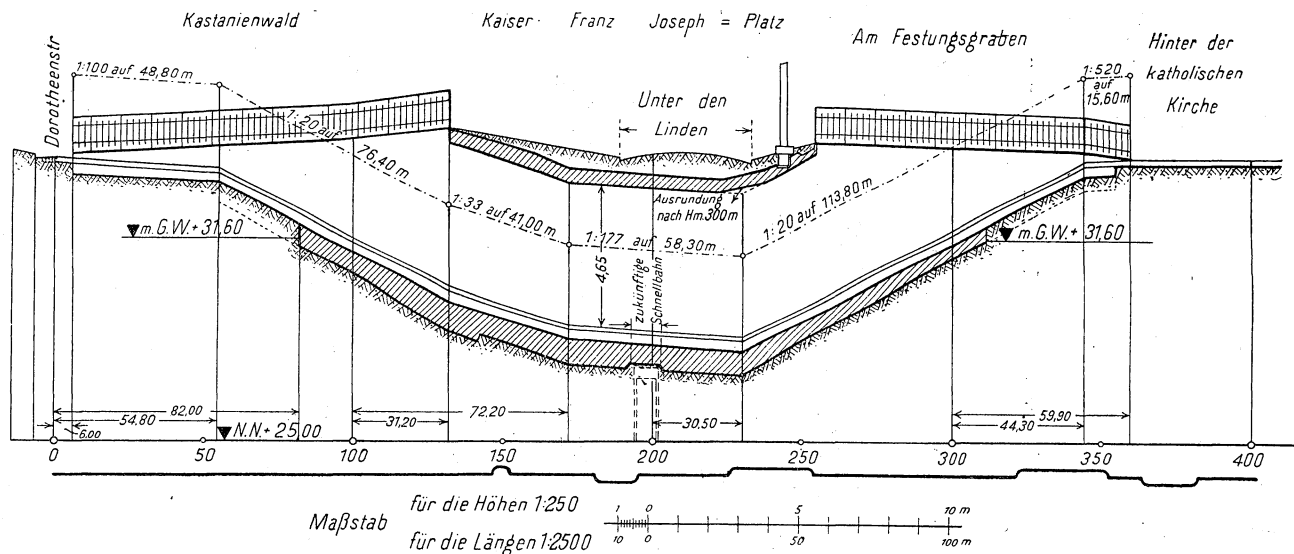 Kastanienwald
Kaiser Franz Joseph = Platz
Am Festungsgraben
Hinter der
katholischen
Kirche
Dorotheenstr
1:100 auf 48,80 m
1:520
auf
15,60m
Unter den
Linden
1:20 auf
76,40 m
1:33 auf 41,00 m
Ausrundung
nach Hm.300 m
1:177 auf 58,30m
1:20 auf 113,80 m
m.G.W.+ 31,60
m.G.W.+ 31,60
4,65
zukünftige
Schnellbahn
82,00
72,20
59,90
54,80
31,20
30,50
44,30
6,00
N.N.+ 25,00
0 50 100 150 200 250 300 350 400
Maßstab
für die Höhen 1:250
1 0 5 10 m
für die Längen 1:2500
10 0 50 100 m